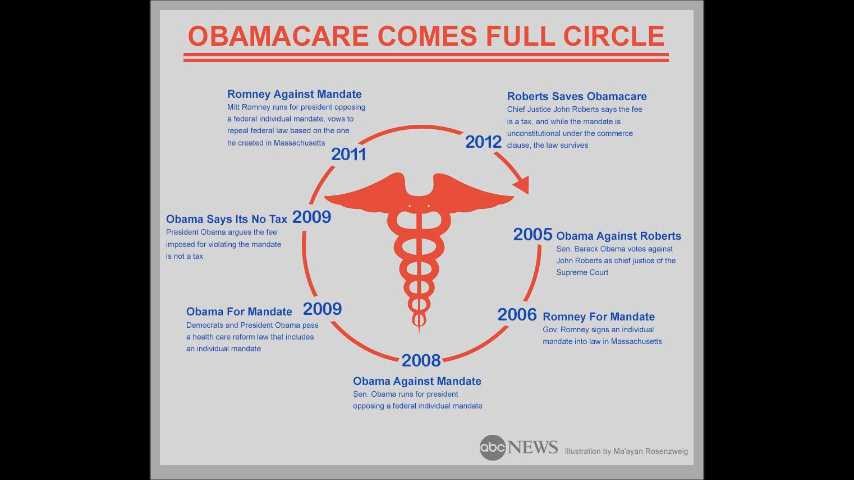 OBAMACARE COMES FULL CIRCLE
Romney Against Mandate
Mitt Romney runs for president opposing
a federal individual mandate, vows to
repeal federal law based on the one
he created in Massachusetts
2011
Roberts Saves Obamacare
Chief Justice John Roberts says the fee
is a tax, and while the mandate is
unconstitutional under the commerce
clause, the law survives
2012
Obama Says Its No Tax
2009
President Obama argues the fee
imposed for violating the mandate
is not a tax
2005
Obama Against Roberts
Sen. Barack Obama votes against
John Roberts as chief justice of the
Supreme Court
Obama For Mandate
2009
Democrats and President Obama pass
a health care reform law that includes
an individual mandate
2006
Romney For Mandate
Gov. Romney signs an individual
mandate into law in Massachusetts
2008
Obama Against Mandate
Sen. Obama runs for president
opposing a federal individual mandate
abc NEWS
Illustration by Ma'ayan Rosenzweig